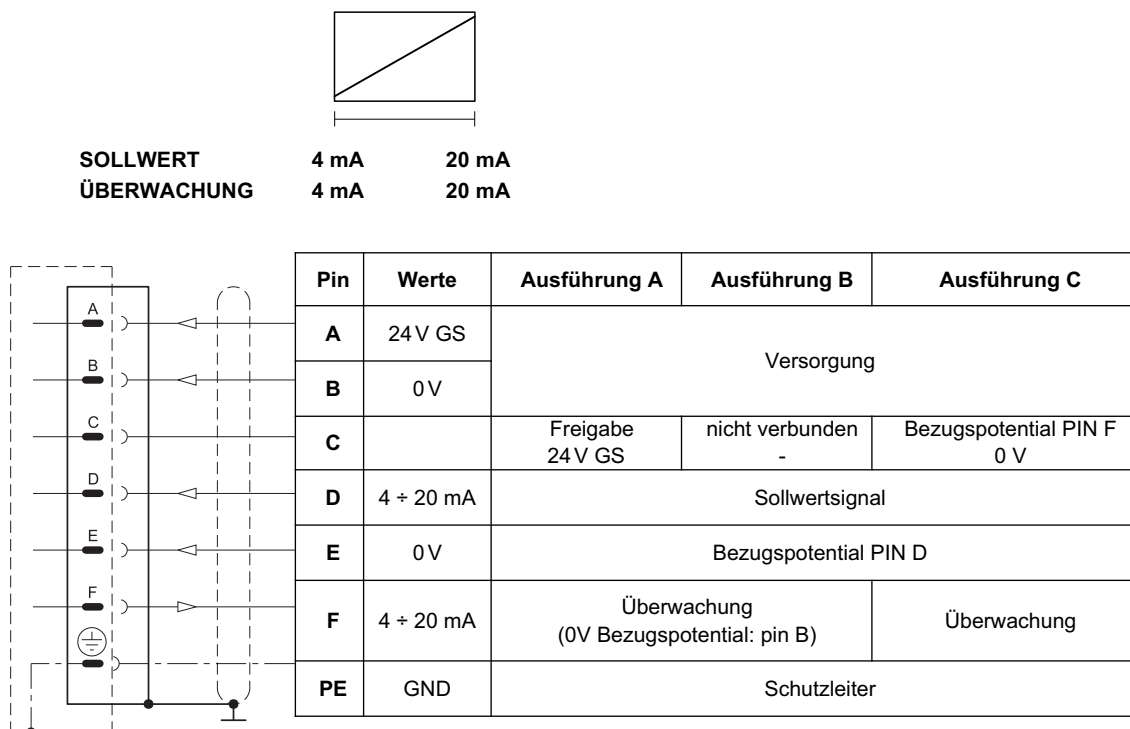 SOLLWERT 4 mA 20 mA
ÜBERWACHUNG 4 mA 20 mA
Pin Werte Ausführung A Ausführung B Ausführung C
A
A 24 V GS
Versorgung
B
B 0 V
C
C Freigabe nicht verbunden Bezugspotential PIN F
24 V GS - 0 V
D
D 4 ÷ 20 mA Sollwertsignal
E
E 0 V Bezugspotential PIN D
F
F 4 ÷ 20 mA Überwachung Überwachung
(0V Bezugspotential: pin B)
PE GND Schutzleiter